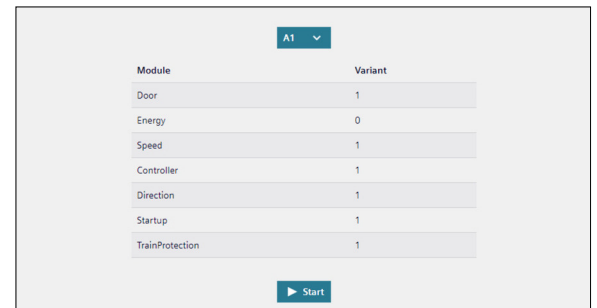 A1
Module Variant
Door 1
Energy 0
Speed 1
Controller 1
Direction 1
Startup 1
TrainProtection 1
Start